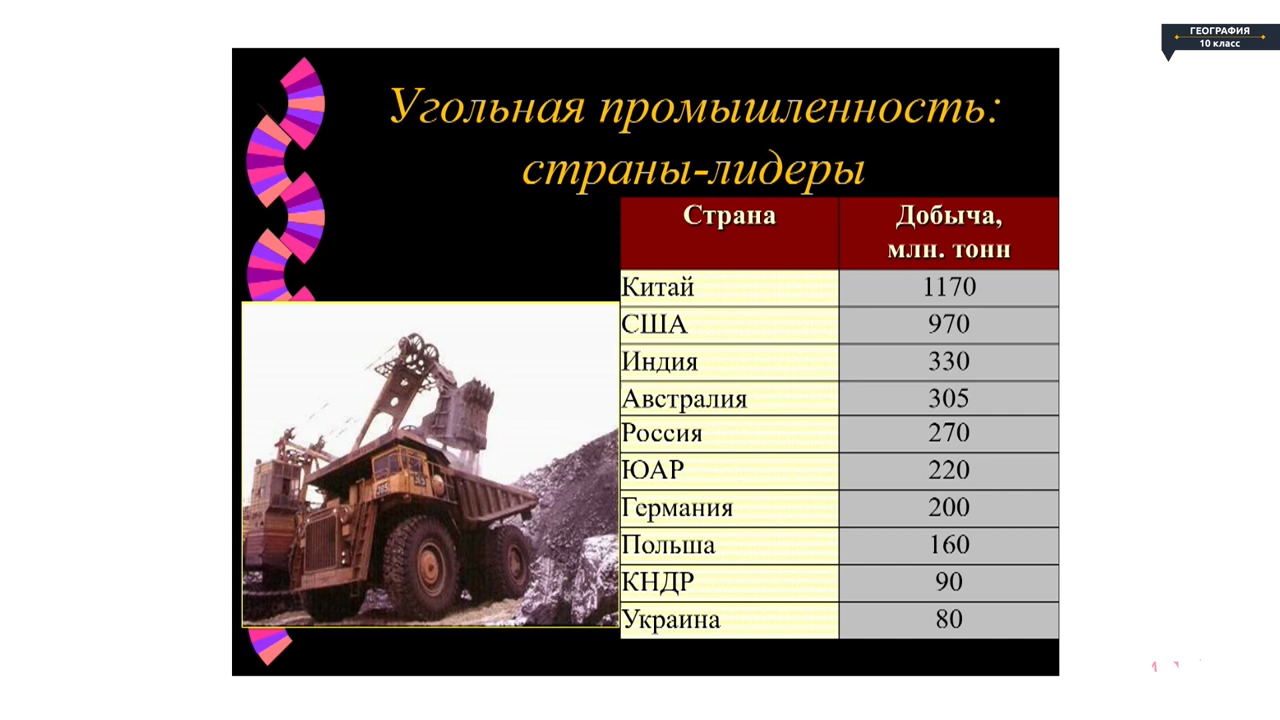 ГЕОГРАФИЯ
10 класс
Угольная промышленность:
страны-лидеры
Страна Добыча,
млн. тонн
Китай 1170
США 970
Индия 330
Австралия 305
Россия 270
ЮАР 220
Германия 200
Польша 160
КНДР 90
Украина 80